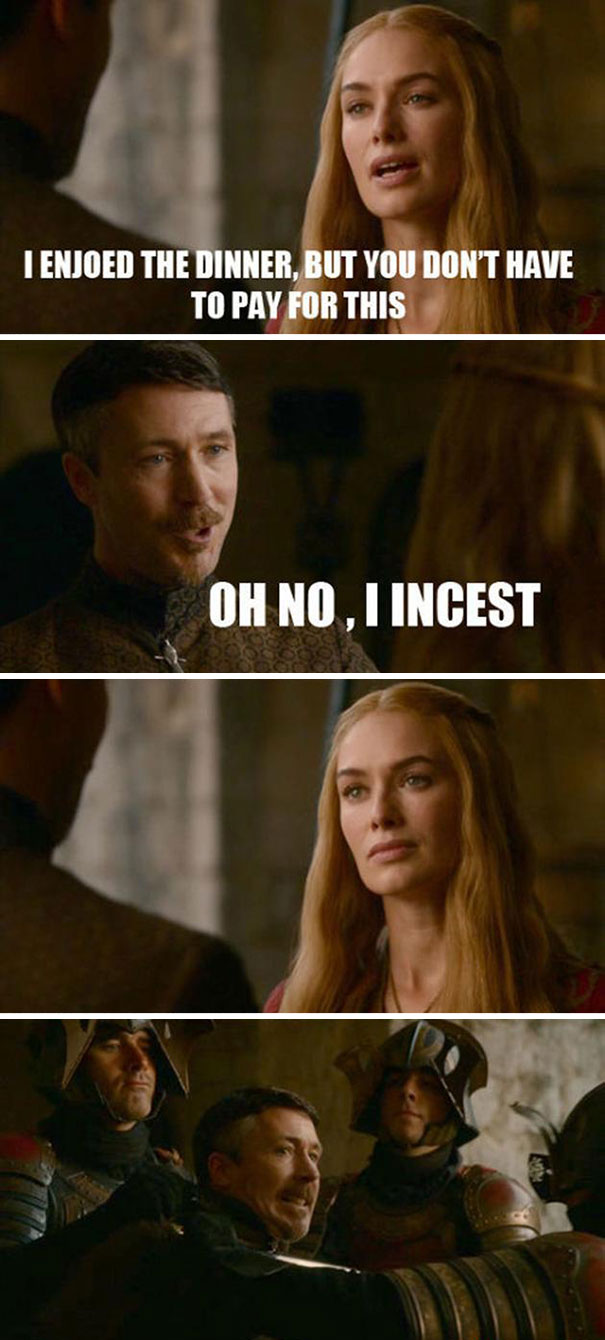 I ENJOED THE DINNER, BUT YOU DON'T HAVE
TO PAY FOR THIS
OH NO , I INCEST